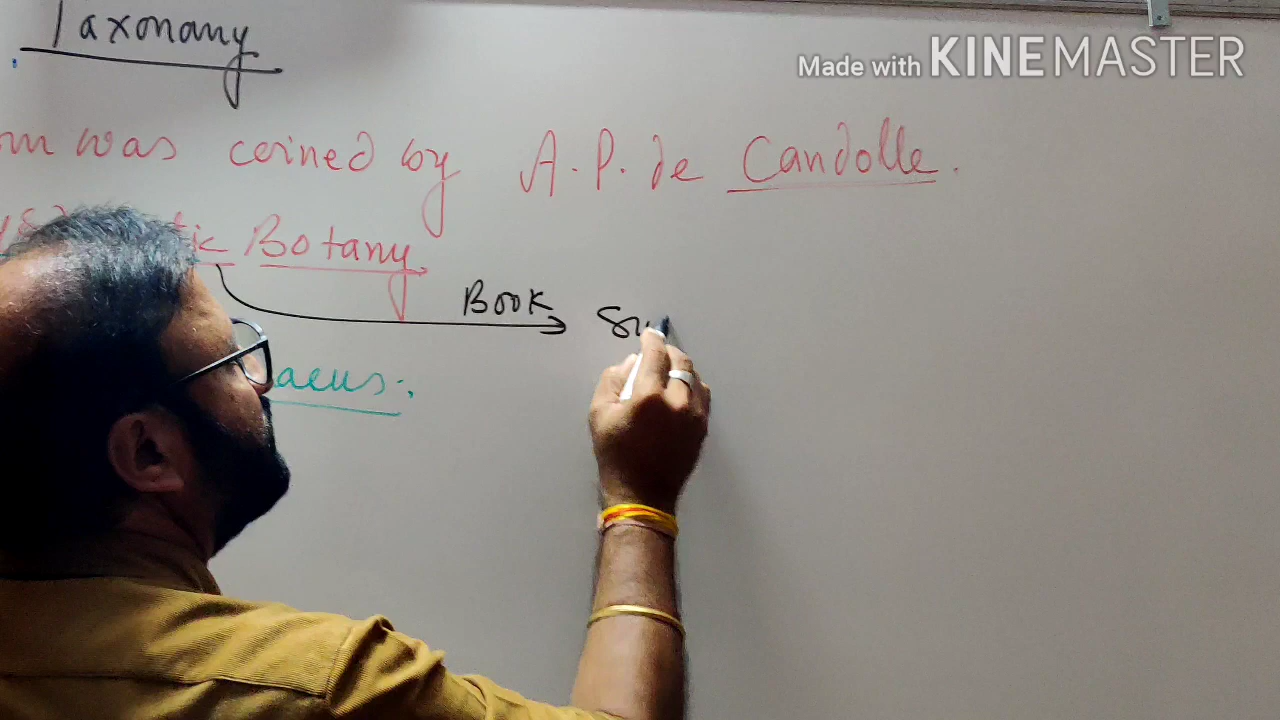 Taxonomy
Made with KINEMASTER
was coined by A.P. de Candolle.
Botany
Book